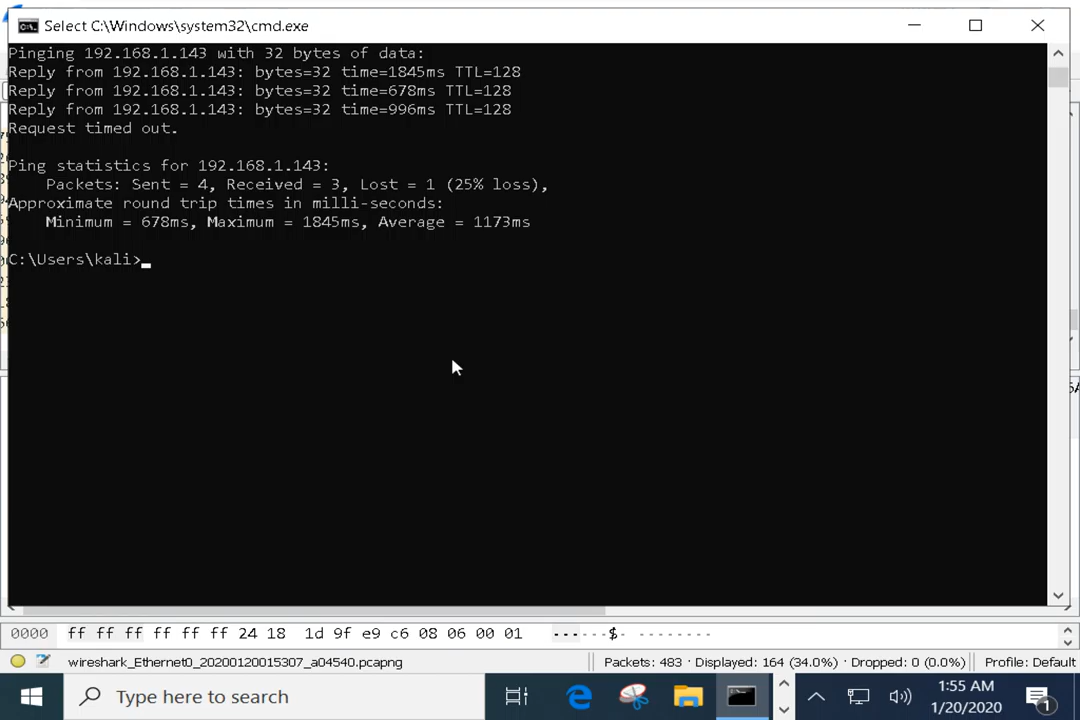 Select C:\Windows\system32\cmd.exe
Pinging 192.168.1.143 with 32 bytes of data:
Reply from 192.168.1.143: bytes=32 time=1845ms TTL=128
Reply from 192.168.1.143: bytes=32 time=678ms TTL=128
Reply from 192.168.1.143: bytes=32 time=996ms TTL=128
Request timed out.
Ping statistics for 192.168.1.143:
Packets: Sent = 4, Received = 3, Lost = 1 (25% loss),
Approximate round trip times in milli-seconds:
Minimum = 678ms, Maximum = 1845ms, Average = 1173ms
C:\Users\kali>
0000 ff ff ff ff ff ff 24 18 1d 9f e9 c6 08 06 00 01 ······$· ········
wireshark_Ethernet0_20200120015307_a04540.pcapng Packets: 483 · Displayed: 164 (34.0%) · Dropped: 0 (0.0%) Profile: Default
Type here to search
1:55 AM
1/20/2020
1